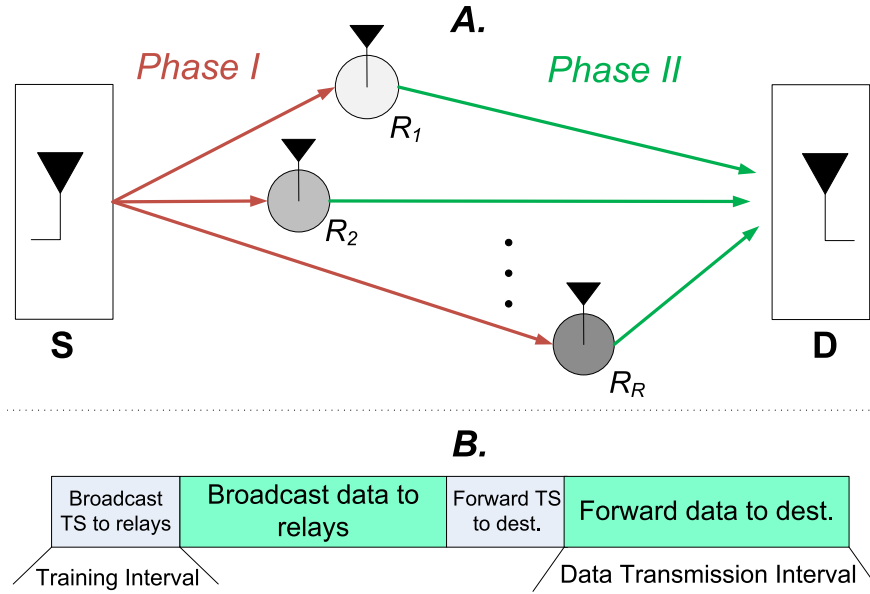 A.
Phase I
Phase II
R1
R2
S
D
RR
B.
Broadcast
TS to relays
Broadcast data to
relays
Forward TS
to dest.
Forward data to dest.
Training Interval
Data Transmission Interval